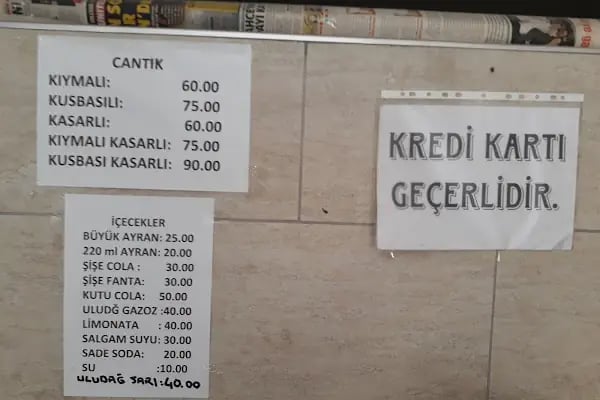 CANTIK
KIYMALI: 60.00
KUSBASILI: 75.00
KASARLI: 60.00
KIYMALI KASARLI: 75.00
KUSBASI KASARLI: 90.00
KREDİ KARTI
GEÇERLİDİR.
İÇECEKLER
BÜYÜK AYRAN: 25.00
220 ml AYRAN: 20.00
ŞİŞE COLA : 30.00
ŞİŞE FANTA: 30.00
KUTU COLA: 50.00
ULUDĞ GAZOZ :40.00
LİMONATA : 40.00
SALGAM SUYU: 30.00
SADE SODA: 20.00
SU :10.00
ULUDAĞ SARI:40.00